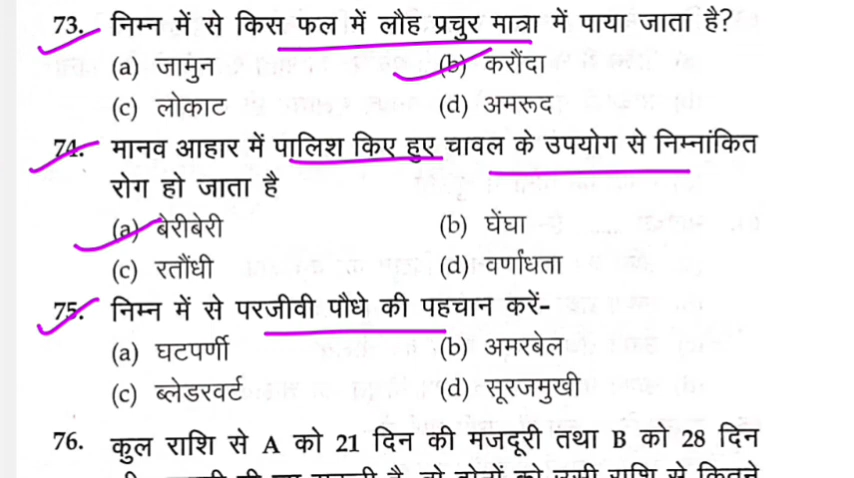 73. निम्न में से किस फल में लौह प्रचुर मात्रा में पाया जाता है?
(a) जामुन (b) करौंदा
(c) लोकाट (d) अमरूद
74. मानव आहार में पालिश किए हुए चावल के उपयोग से निम्नांकित
रोग हो जाता है
(a) बेरीबेरी (b) घेंघा
(c) रतौंधी (d) वर्णांधता
75. निम्न में से परजीवी पौधे की पहचान करें-
(a) घटपर्णी (b) अमरबेल
(c) ब्लेडरवर्ट (d) सूरजमुखी
76. कुल राशि से A को 21 दिन की मजदूरी तथा B को 28 दिन